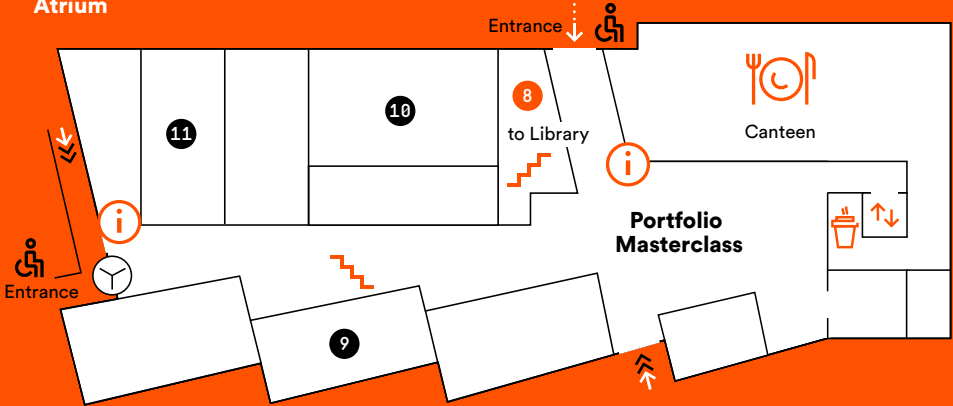 Atrium
Entrance
8
to Library
10
11
Canteen
i
Portfolio
Masterclass
i
Entrance
9